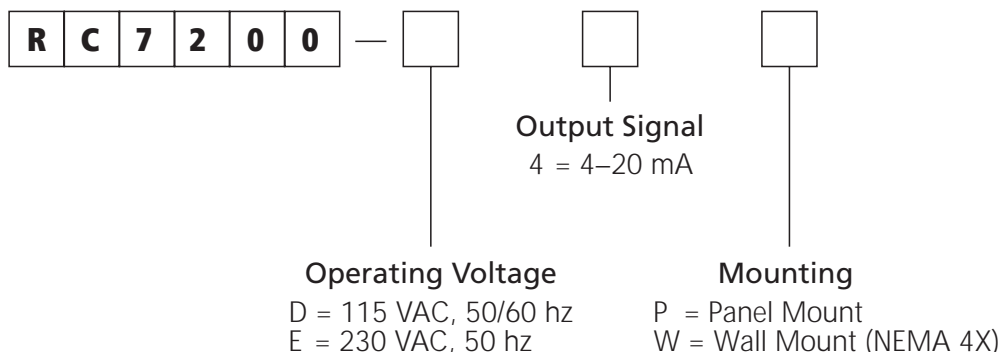 RC7200 —
Output Signal
4 = 4–20 mA
Operating Voltage
D = 115 VAC, 50/60 hz
E = 230 VAC, 50 hz
Mounting
P = Panel Mount
W = Wall Mount (NEMA 4X)